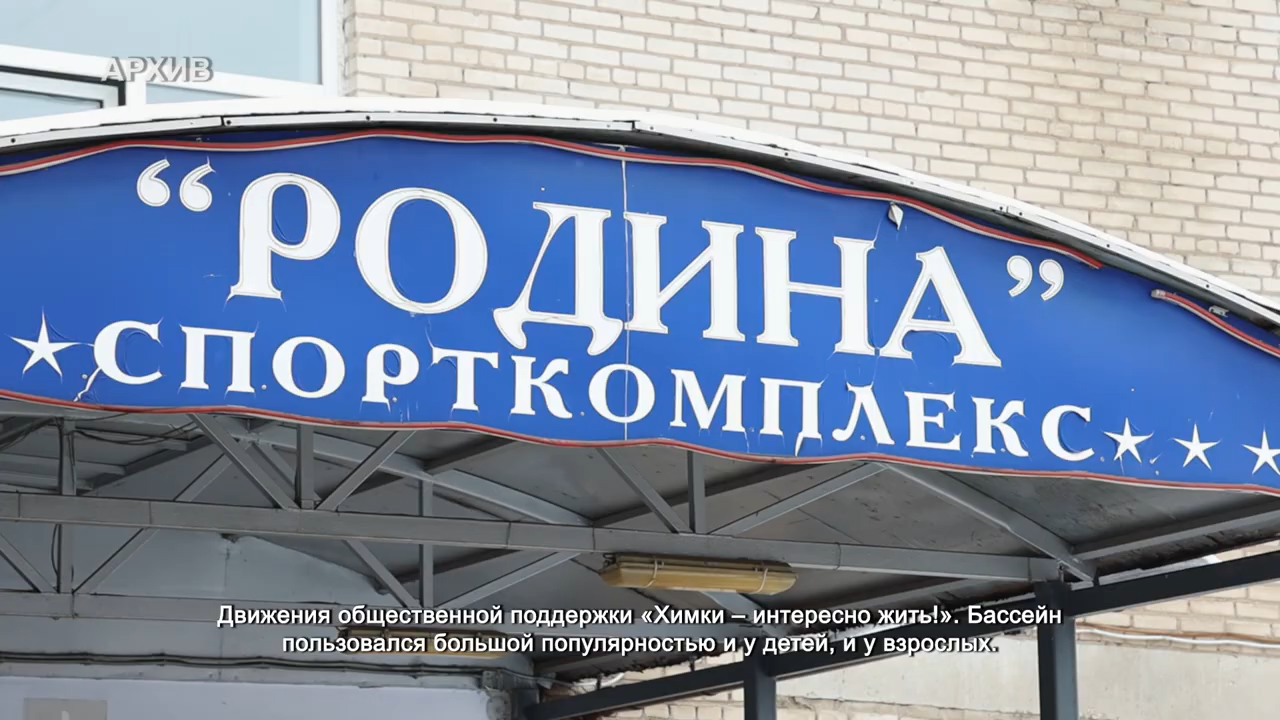 АРХИВ
“РОДИНА”
СПОРТКОМПЛЕКС
Движения общественной поддержки «Химки – интересно жить!». Бассейн
пользовался большой популярностью и у детей, и у взрослых.